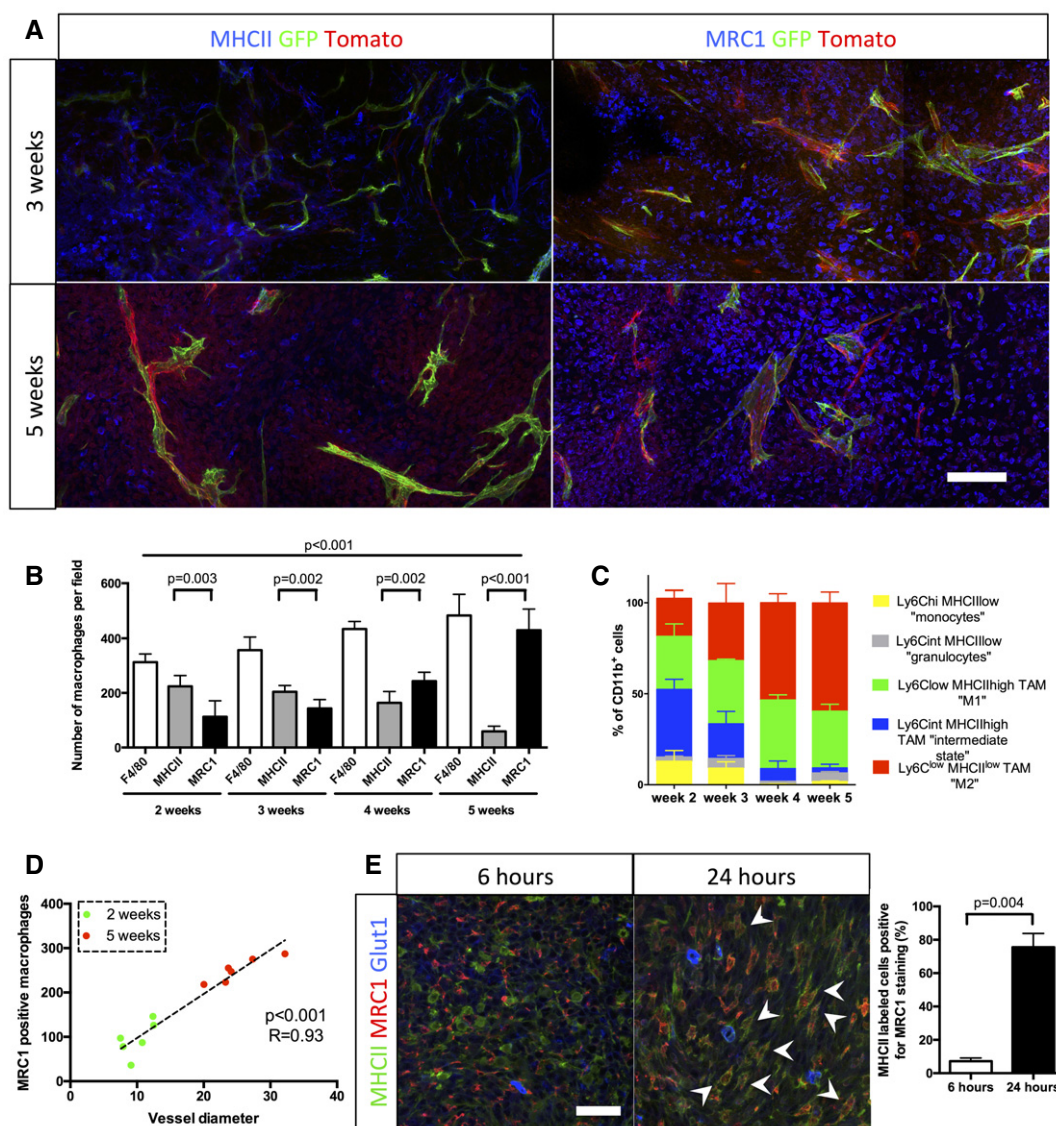 A
MHCII GFP Tomato
MRC1 GFP Tomato
3 weeks
5 weeks
B
p<0.001
p=0.003
p=0.002
p=0.002
p<0.001
Number of macrophages per field
600
400
200
0
F4/80
MHCII
MRC1
F4/80
MHCII
MRC1
F4/80
MHCII
MRC1
F4/80
MHCII
MRC1
2 weeks
3 weeks
4 weeks
5 weeks
C
% of CD11b+ cells
100
50
0
week 2
week 3
week 4
week 5
Ly6Chi MHCIIlow
"monocytes"
Ly6Cint MHCIIlow
"granulocytes"
Ly6Clow MHCIIhigh TAM
"M1"
Ly6Cint MHCIIhigh
TAM "intermediate
state"
Ly6Clow MHCIIlow TAM
"M2"
D
MRC1 positive macrophages
400
300
200
100
0
2 weeks
5 weeks
p<0.001
R=0.93
0
10
20
30
40
Vessel diameter
E
6 hours
24 hours
MHCII MRC1 Glut1
MHCII labeled cells positive
for MRC1 staining (%)
100
80
60
40
20
0
p=0.004
6 hours
24 hours